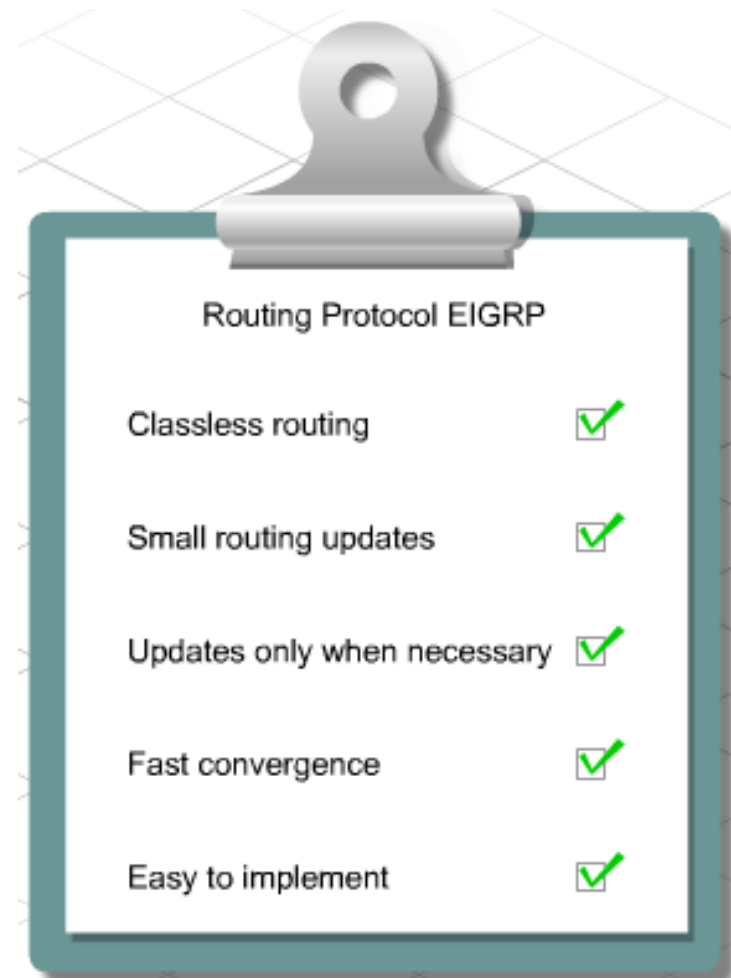 Routing Protocol EIGRP
Classless routing
Small routing updates
Updates only when necessary
Fast convergence
Easy to implement